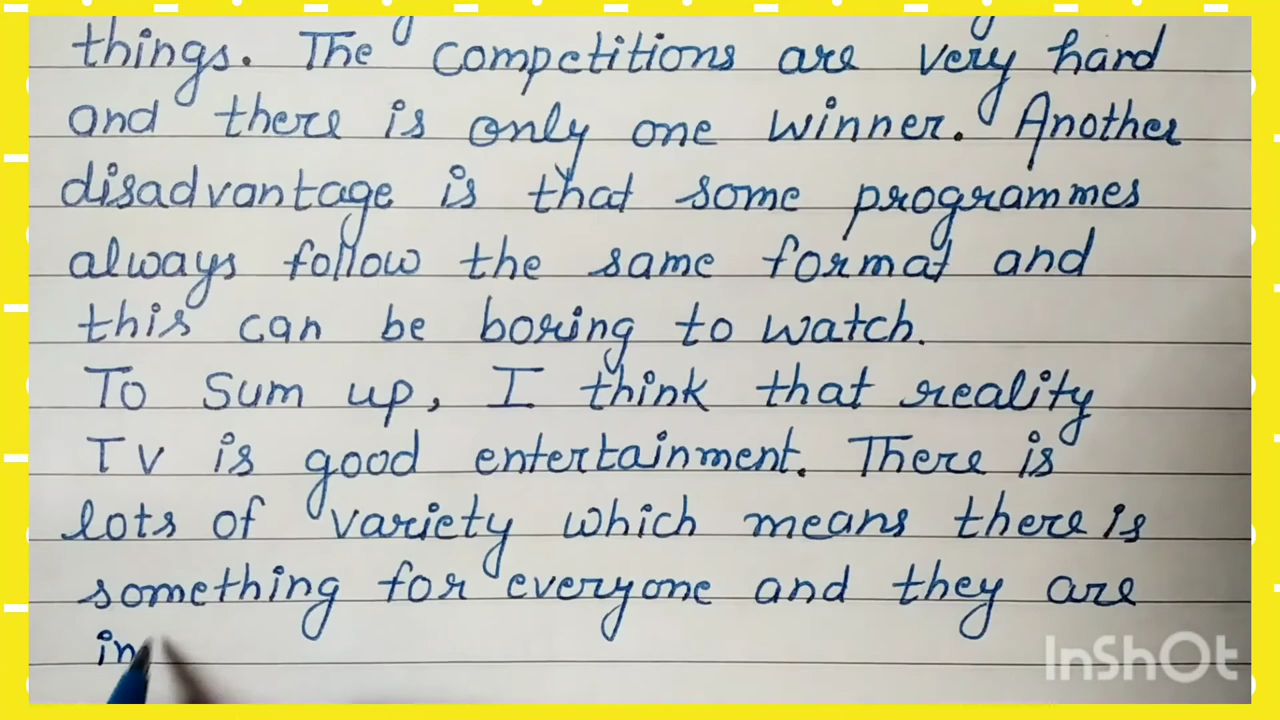 things. The competitions are very hard
and there is only one winner. Another
disadvantage is that some programmes
always follow the same format and
this can be boring to watch.
To Sum up, I think that reality
TV is good entertainment. There is
lots of variety which means there is
something for everyone and they are
in
InShOt